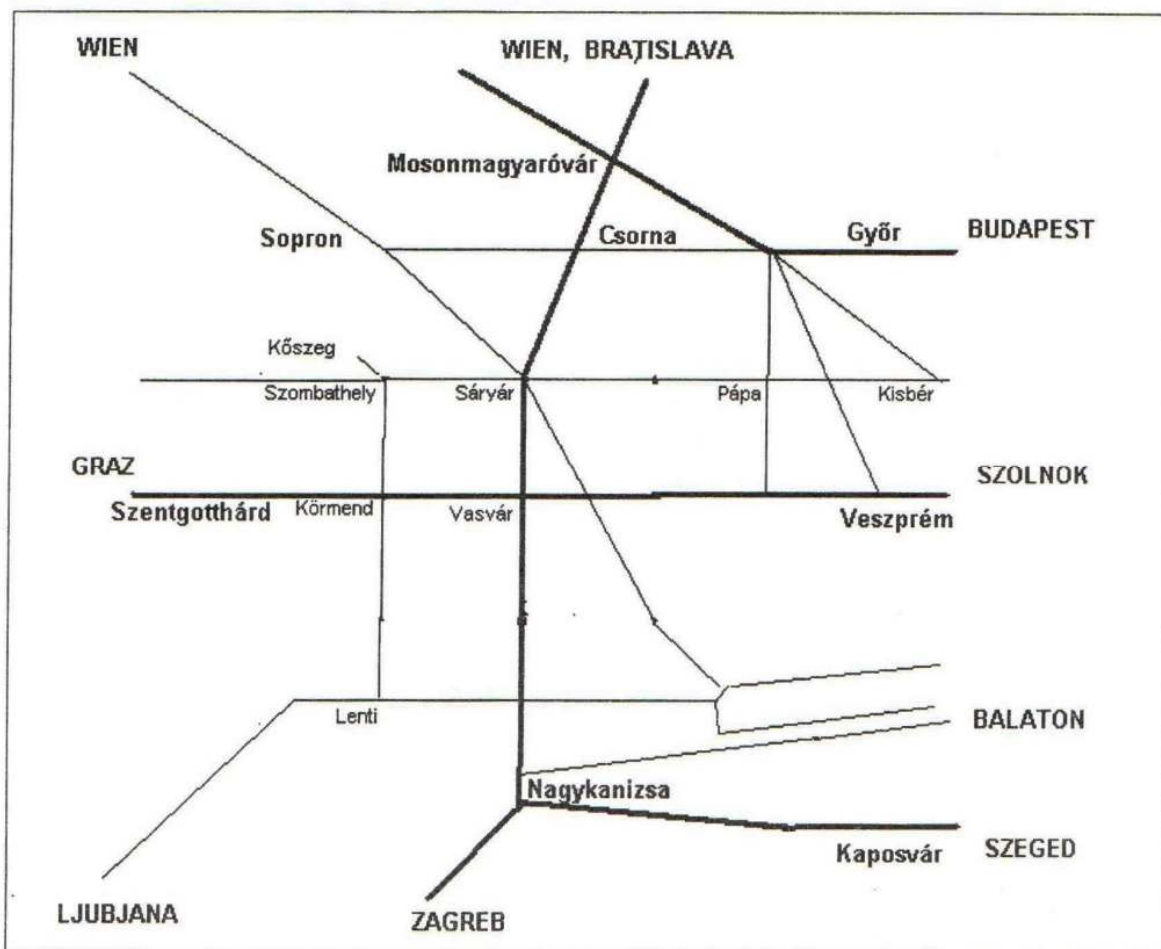 WIEN
WIEN, BRATISLAVA
Mosonmagyaróvár
Sopron
Csorna
Győr
BUDAPEST
Kőszeg
Szombathely
Sáryár
Pápa
Kisbér
GRAZ
SZOLNOK
Szentgotthárd
Körmend
Vasvár
Veszprém
Lenti
BALATON
Nagykanizsa
Kaposvár
SZEGED
LJUBJANA
ZAGREB